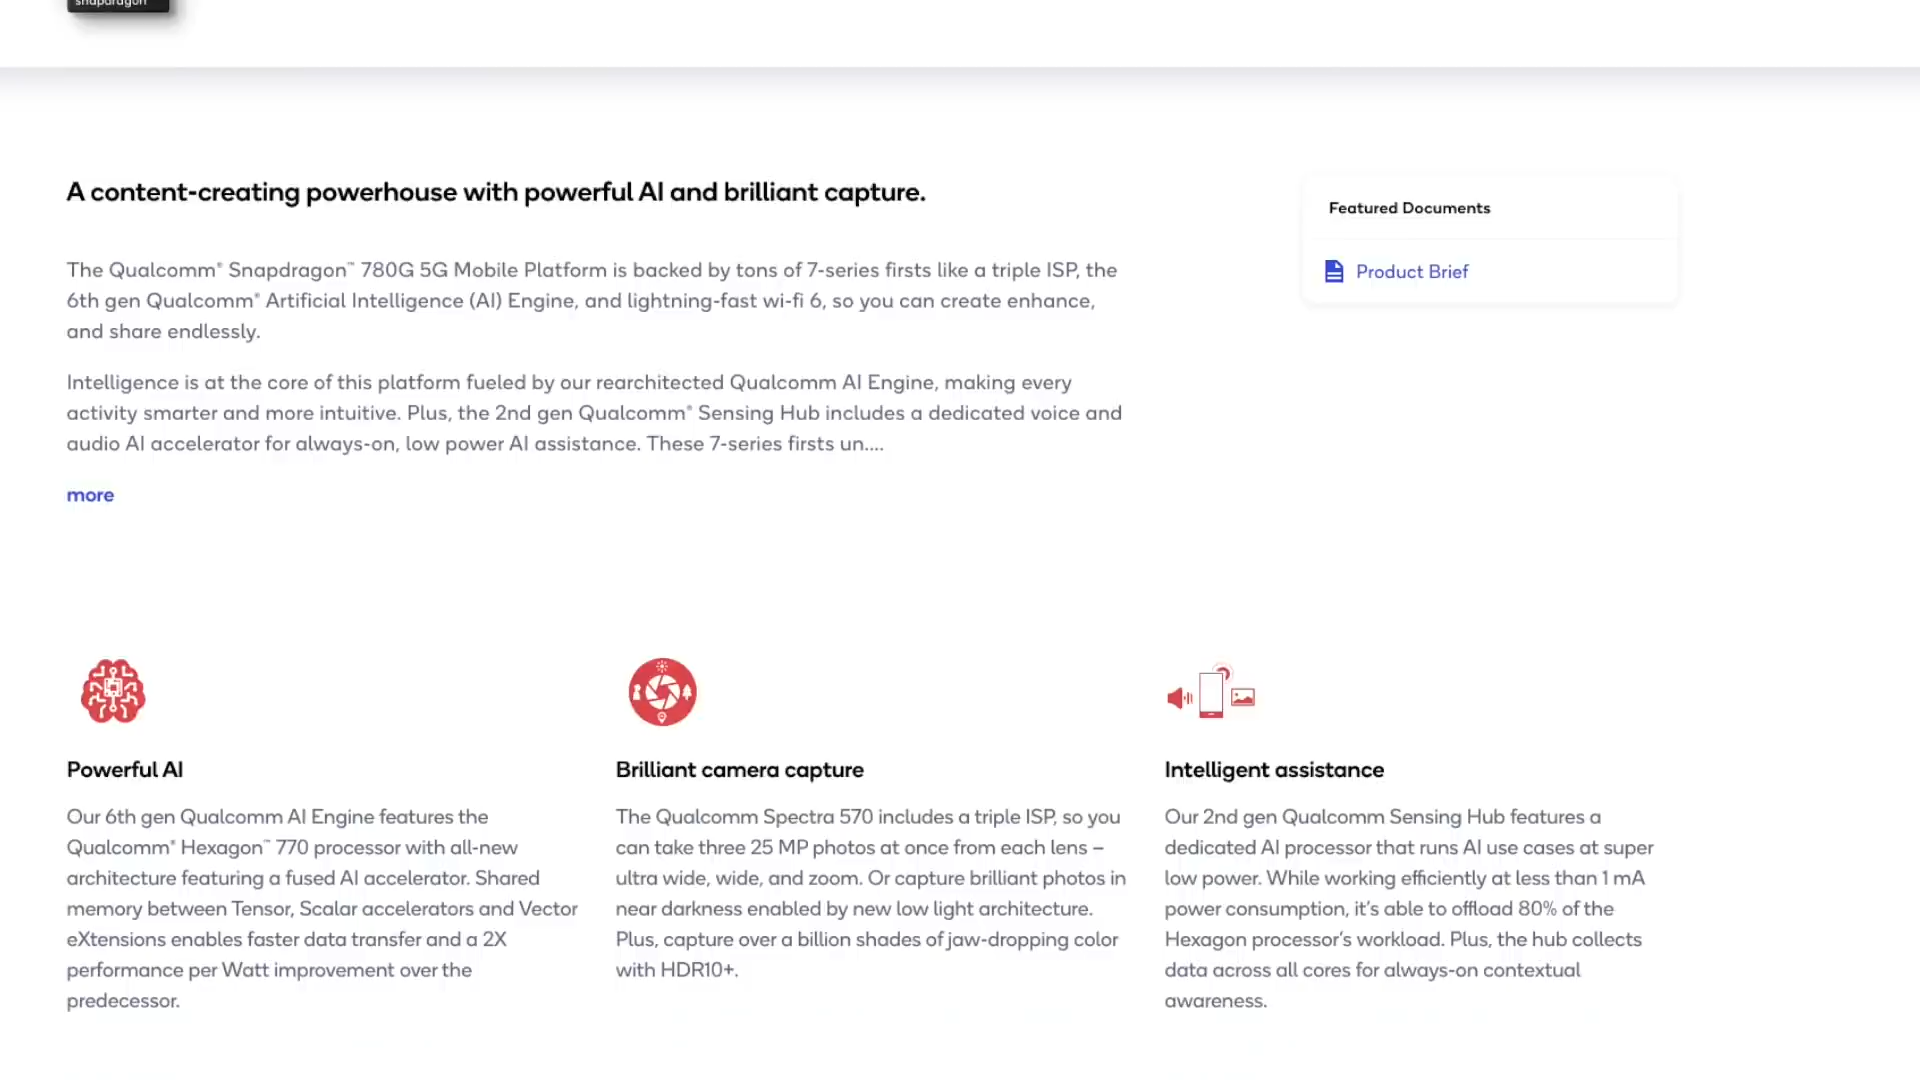 snapdragon
A content-creating powerhouse with powerful AI and brilliant capture.
The Qualcomm® Snapdragon™ 780G 5G Mobile Platform is backed by tons of 7-series firsts like a triple ISP, the
6th gen Qualcomm® Artificial Intelligence (AI) Engine, and lightning-fast wi-fi 6, so you can create enhance,
and share endlessly.
Intelligence is at the core of this platform fueled by our rearchitected Qualcomm AI Engine, making every
activity smarter and more intuitive. Plus, the 2nd gen Qualcomm® Sensing Hub includes a dedicated voice and
audio AI accelerator for always-on, low power AI assistance. These 7-series firsts un....
more
Featured Documents
Product Brief
Powerful AI
Our 6th gen Qualcomm AI Engine features the
Qualcomm® Hexagon™ 770 processor with all-new
architecture featuring a fused AI accelerator. Shared
memory between Tensor, Scalar accelerators and Vector
eXtensions enables faster data transfer and a 2X
performance per Watt improvement over the
predecessor.
Brilliant camera capture
The Qualcomm Spectra 570 includes a triple ISP, so you
can take three 25 MP photos at once from each lens –
ultra wide, wide, and zoom. Or capture brilliant photos in
near darkness enabled by new low light architecture.
Plus, capture over a billion shades of jaw-dropping color
with HDR10+.
Intelligent assistance
Our 2nd gen Qualcomm Sensing Hub features a
dedicated AI processor that runs AI use cases at super
low power. While working efficiently at less than 1 mA
power consumption, it's able to offload 80% of the
Hexagon processor's workload. Plus, the hub collects
data across all cores for always-on contextual
awareness.